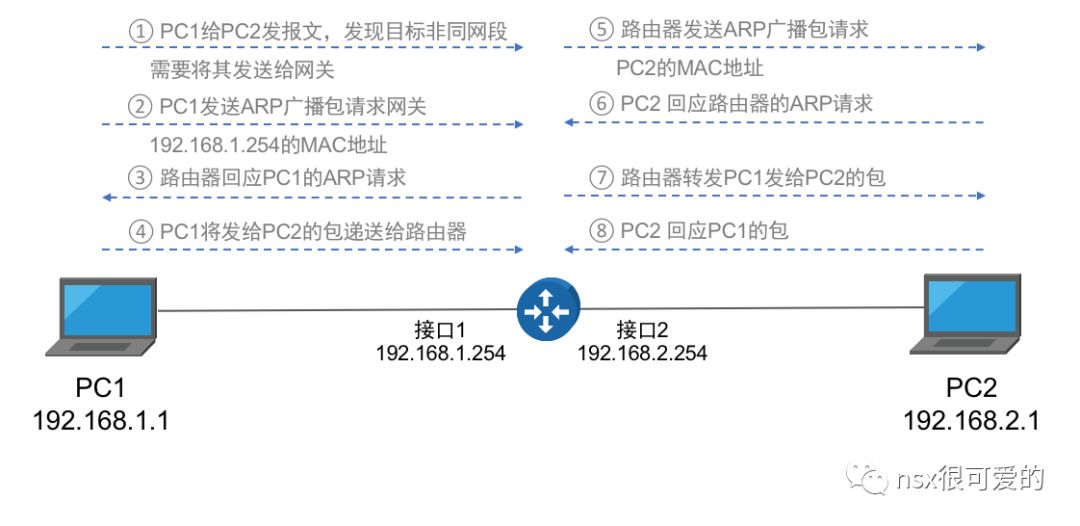 ① PC1给PC2发报文，发现目标非同网段
需要将其发送给网关
② PC1发送ARP广播包请求网关
192.168.1.254的MAC地址
③ 路由器回应PC1的ARP请求
④ PC1将发给PC2的包递送给路由器
⑤ 路由器发送ARP广播包请求
PC2的MAC地址
⑥ PC2 回应路由器的ARP请求
⑦ 路由器转发PC1发给PC2的包
⑧ PC2 回应PC1的包
接口1
192.168.1.254
接口2
192.168.2.254
PC1
192.168.1.1
PC2
192.168.2.1
nsx很可爱的